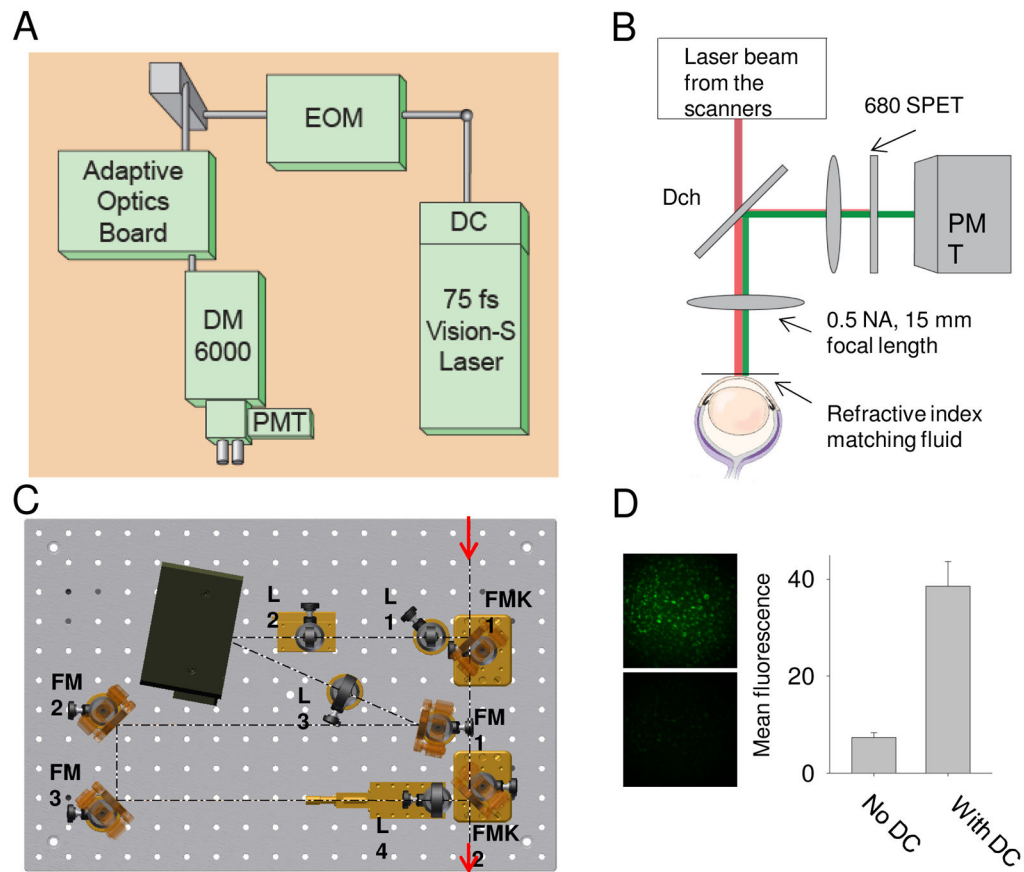 A
EOM
Adaptive
Optics
Board
DC
75 fs
Vision-S
Laser
DM
6000
PMT
B
Laser beam
from the
scanners
680 SPET
Dch
PM
T
0.5 NA, 15 mm
focal length
Refractive index
matching fluid
C
L
2
L
1
FMK
1
L
3
FM
2
FM
1
FM
3
L
4
FMK
2
D
Mean fluorescence
40
20
0
No DC
With DC